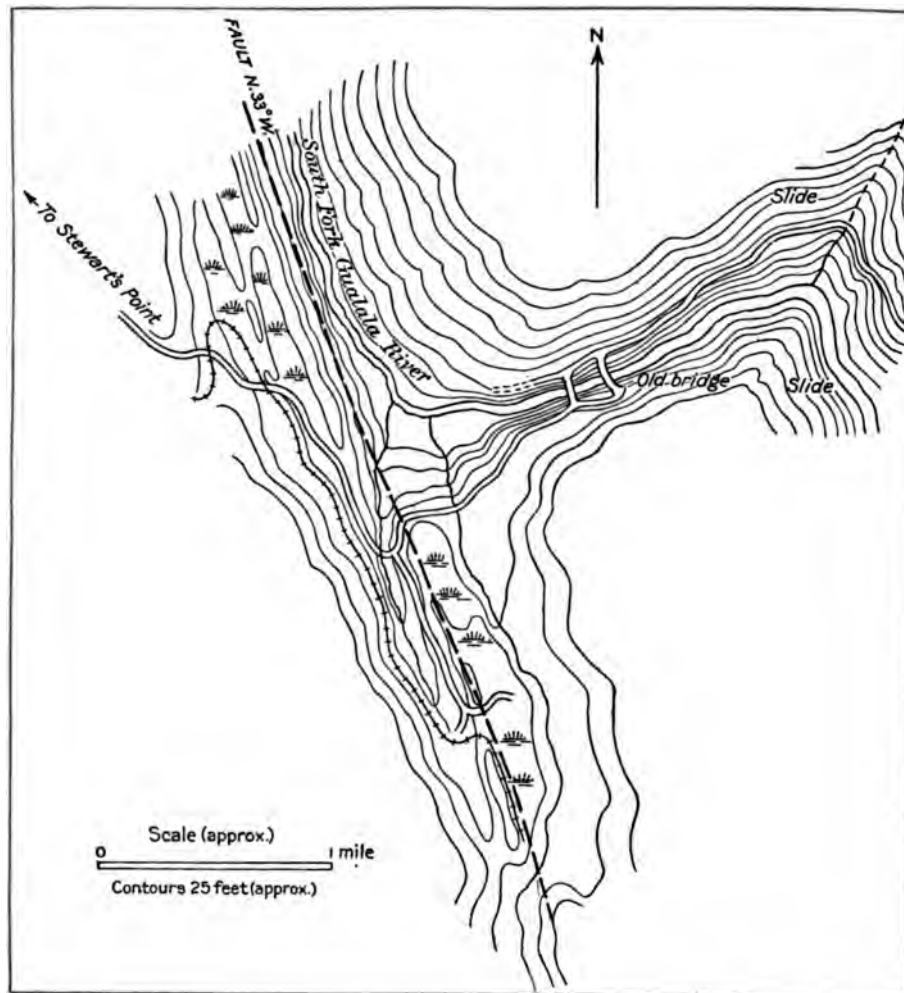 FAULT N.33°W.
N
South Fork Gualala River
Slide
To Stewart's Point
Old bridge
Slide
Scale (approx.)
0 1 mile
Contours 25 feet (approx.)